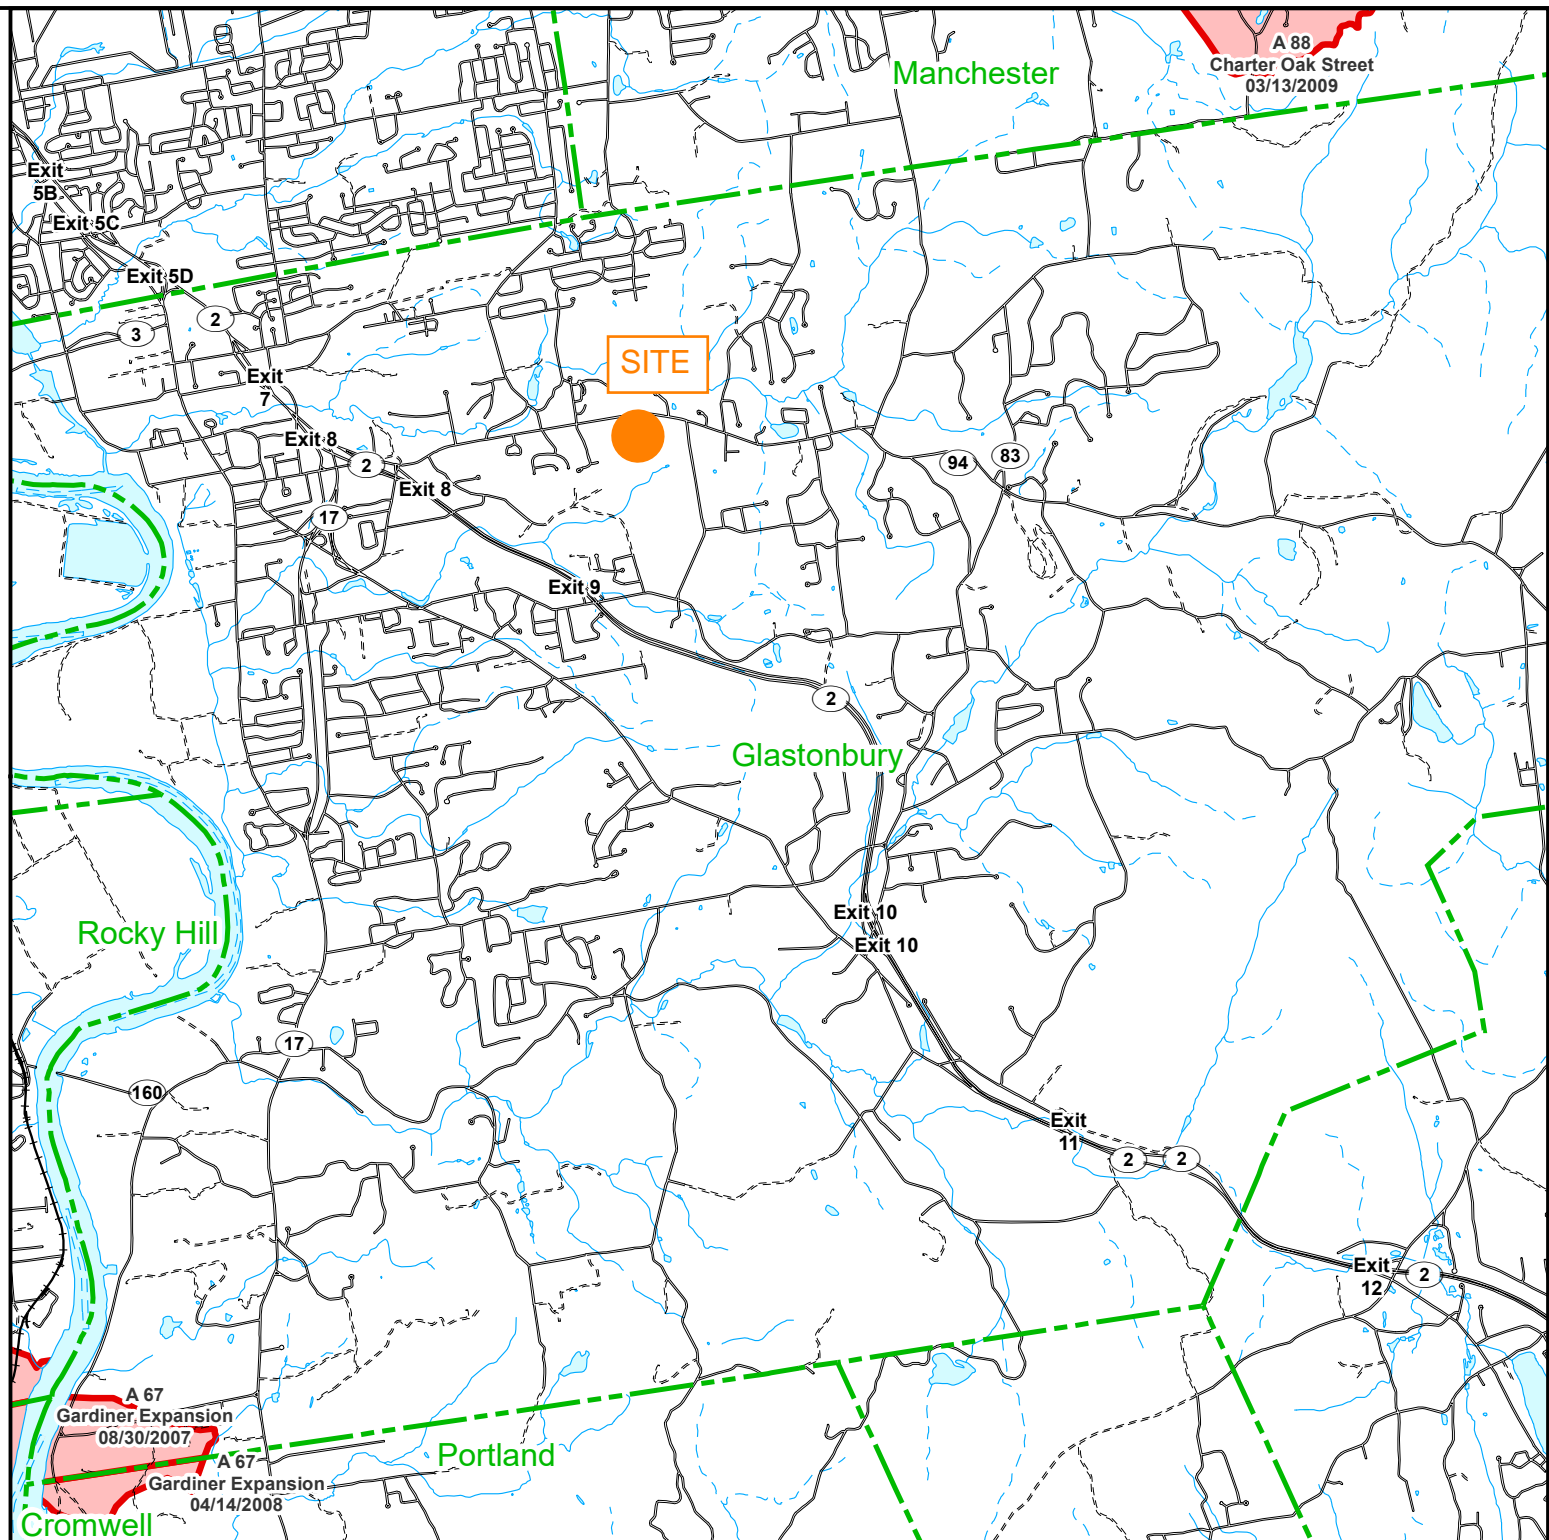 A 88
Charter Oak Street
03/13/2009
Manchester
Exit
5B
Exit 5C
Exit 5D
2
3
SITE
Exit
7
Exit 8
2
94
83
Exit 8
17
Exit 9
2
Glastonbury
Exit 10
Rocky Hill
Exit 10
17
160
Exit
11
2
2
Exit
12
2
A 67
Gardiner Expansion
08/30/2007
A 67
Gardiner Expansion
04/14/2008
Portland
Cromwell